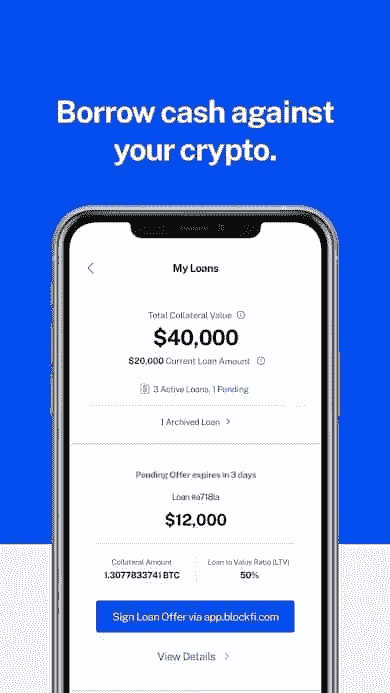 Borrow cash against
your crypto.
My Loans
Total Collateral Value
$40,000
$20,000 Current Loan Amount
3 Active Loans, 1 Pending
1 Archived Loan
Pending Offer expires in 3 days
Loan #a718la
$12,000
Collateral Amount
1.3077833741 BTC
Loan to Value Ratio (LTV)
50%
Sign Loan Offer via app.blockfi.com
View Details